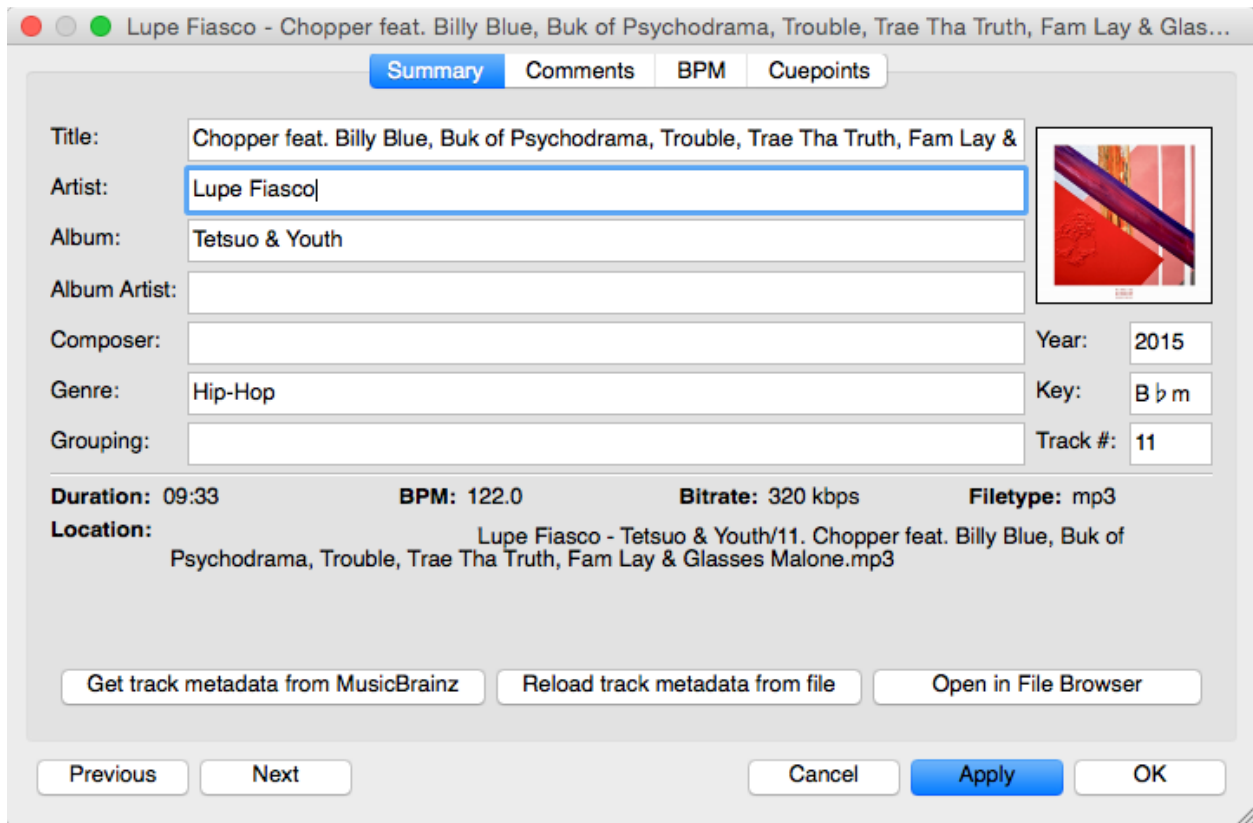 Lupe Fiasco - Chopper feat. Billy Blue, Buk of Psychodrama, Trouble, Trae Tha Truth, Fam Lay & Glas...
Summary Comments BPM Cuepoints
Title: Chopper feat. Billy Blue, Buk of Psychodrama, Trouble, Trae Tha Truth, Fam Lay &
Artist: Lupe Fiasco
Album: Tetsuo & Youth
Album Artist:
Composer: Year: 2015
Genre: Hip-Hop Key: B♭m
Grouping: Track #: 11
Duration: 09:33 BPM: 122.0 Bitrate: 320 kbps Filetype: mp3
Location: Lupe Fiasco - Tetsuo & Youth/11. Chopper feat. Billy Blue, Buk of
Psychodrama, Trouble, Trae Tha Truth, Fam Lay & Glasses Malone.mp3
Get track metadata from MusicBrainz Reload track metadata from file Open in File Browser
Previous Next Cancel Apply OK